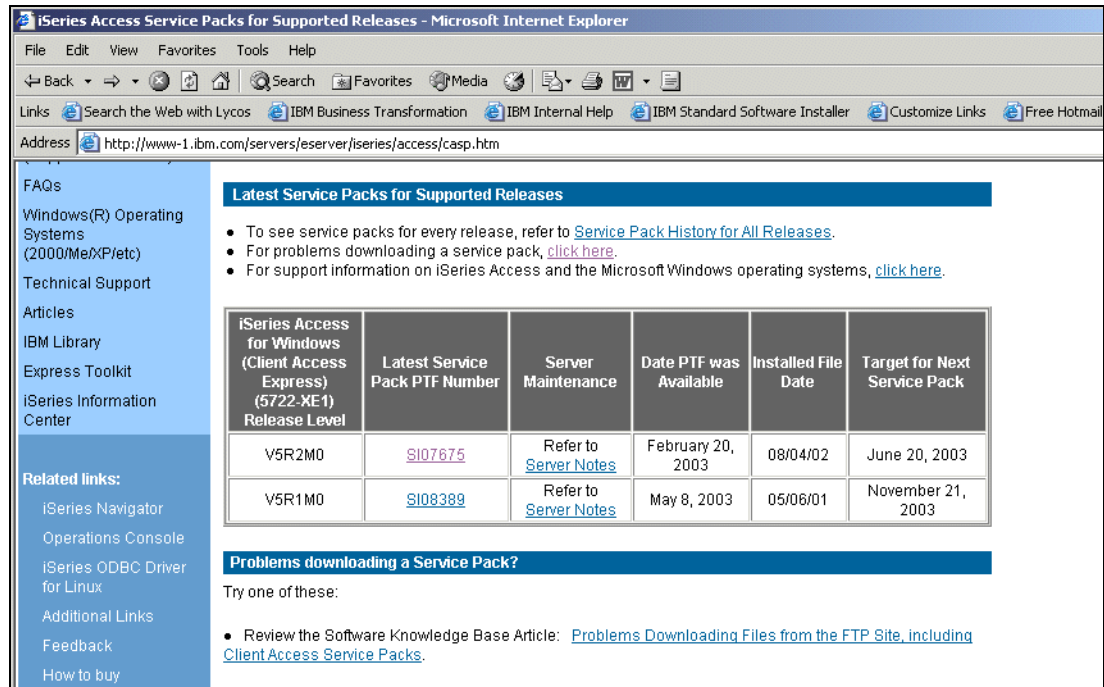 iSeries Access Service Packs for Supported Releases - Microsoft Internet Explorer
File Edit View Favorites Tools Help
Back Search Favorites Media
Links Search the Web with Lycos IBM Business Transformation IBM Internal Help IBM Standard Software Installer Customize Links Free Hotmail
Address http://www-1.ibm.com/servers/eserver/iseries/access/casp.htm
FAQs
Windows(R) Operating
Systems
(2000/Me/XP/etc)
Technical Support
Articles
IBM Library
Express Toolkit
iSeries Information
Center
Related links:
iSeries Navigator
Operations Console
iSeries ODBC Driver
for Linux
Additional Links
Feedback
How to buy
Latest Service Packs for Supported Releases
• To see service packs for every release, refer to Service Pack History for All Releases.
• For problems downloading a service pack, click here.
• For support information on iSeries Access and the Microsoft Windows operating systems, click here.
iSeries Access
for Windows
(Client Access
Express)
(5722-XE1)
Release Level
Latest Service
Pack PTF Number
Server
Maintenance
Date PTF was
Available
Installed File
Date
Target for Next
Service Pack
V5R2M0
SI07675
Refer to
Server Notes
February 20,
2003
08/04/02
June 20, 2003
V5R1M0
SI08389
Refer to
Server Notes
May 8, 2003
05/06/01
November 21,
2003
Problems downloading a Service Pack?
Try one of these:
• Review the Software Knowledge Base Article: Problems Downloading Files from the FTP Site, including
Client Access Service Packs.